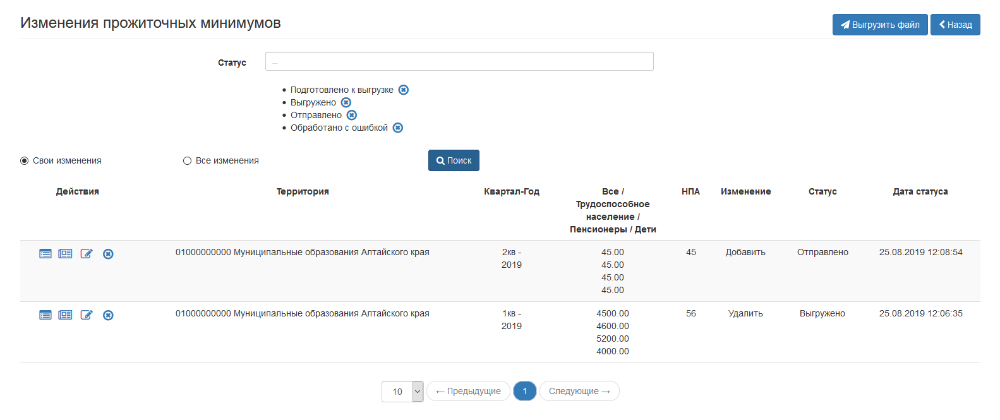 Изменения прожиточных минимумов
Выгрузить файл
Назад
Статус
...
Подготовлено к выгрузке
Выгружено
Отправлено
Обработано с ошибкой
Свои изменения
Все изменения
Поиск
Действия
Территория
Квартал-Год
Все /
Трудоспособное
население /
Пенсионеры / Дети
НПА
Изменение
Статус
Дата статуса
01000000000 Муниципальные образования Алтайского края
2кв -
2019
45.00
45.00
45.00
45.00
45
Добавить
Отправлено
25.08.2019 12:08:54
01000000000 Муниципальные образования Алтайского края
1кв -
2019
4500.00
4600.00
5200.00
4000.00
56
Удалить
Выгружено
25.08.2019 12:06:35
10
← Предыдущие
1
Следующие →